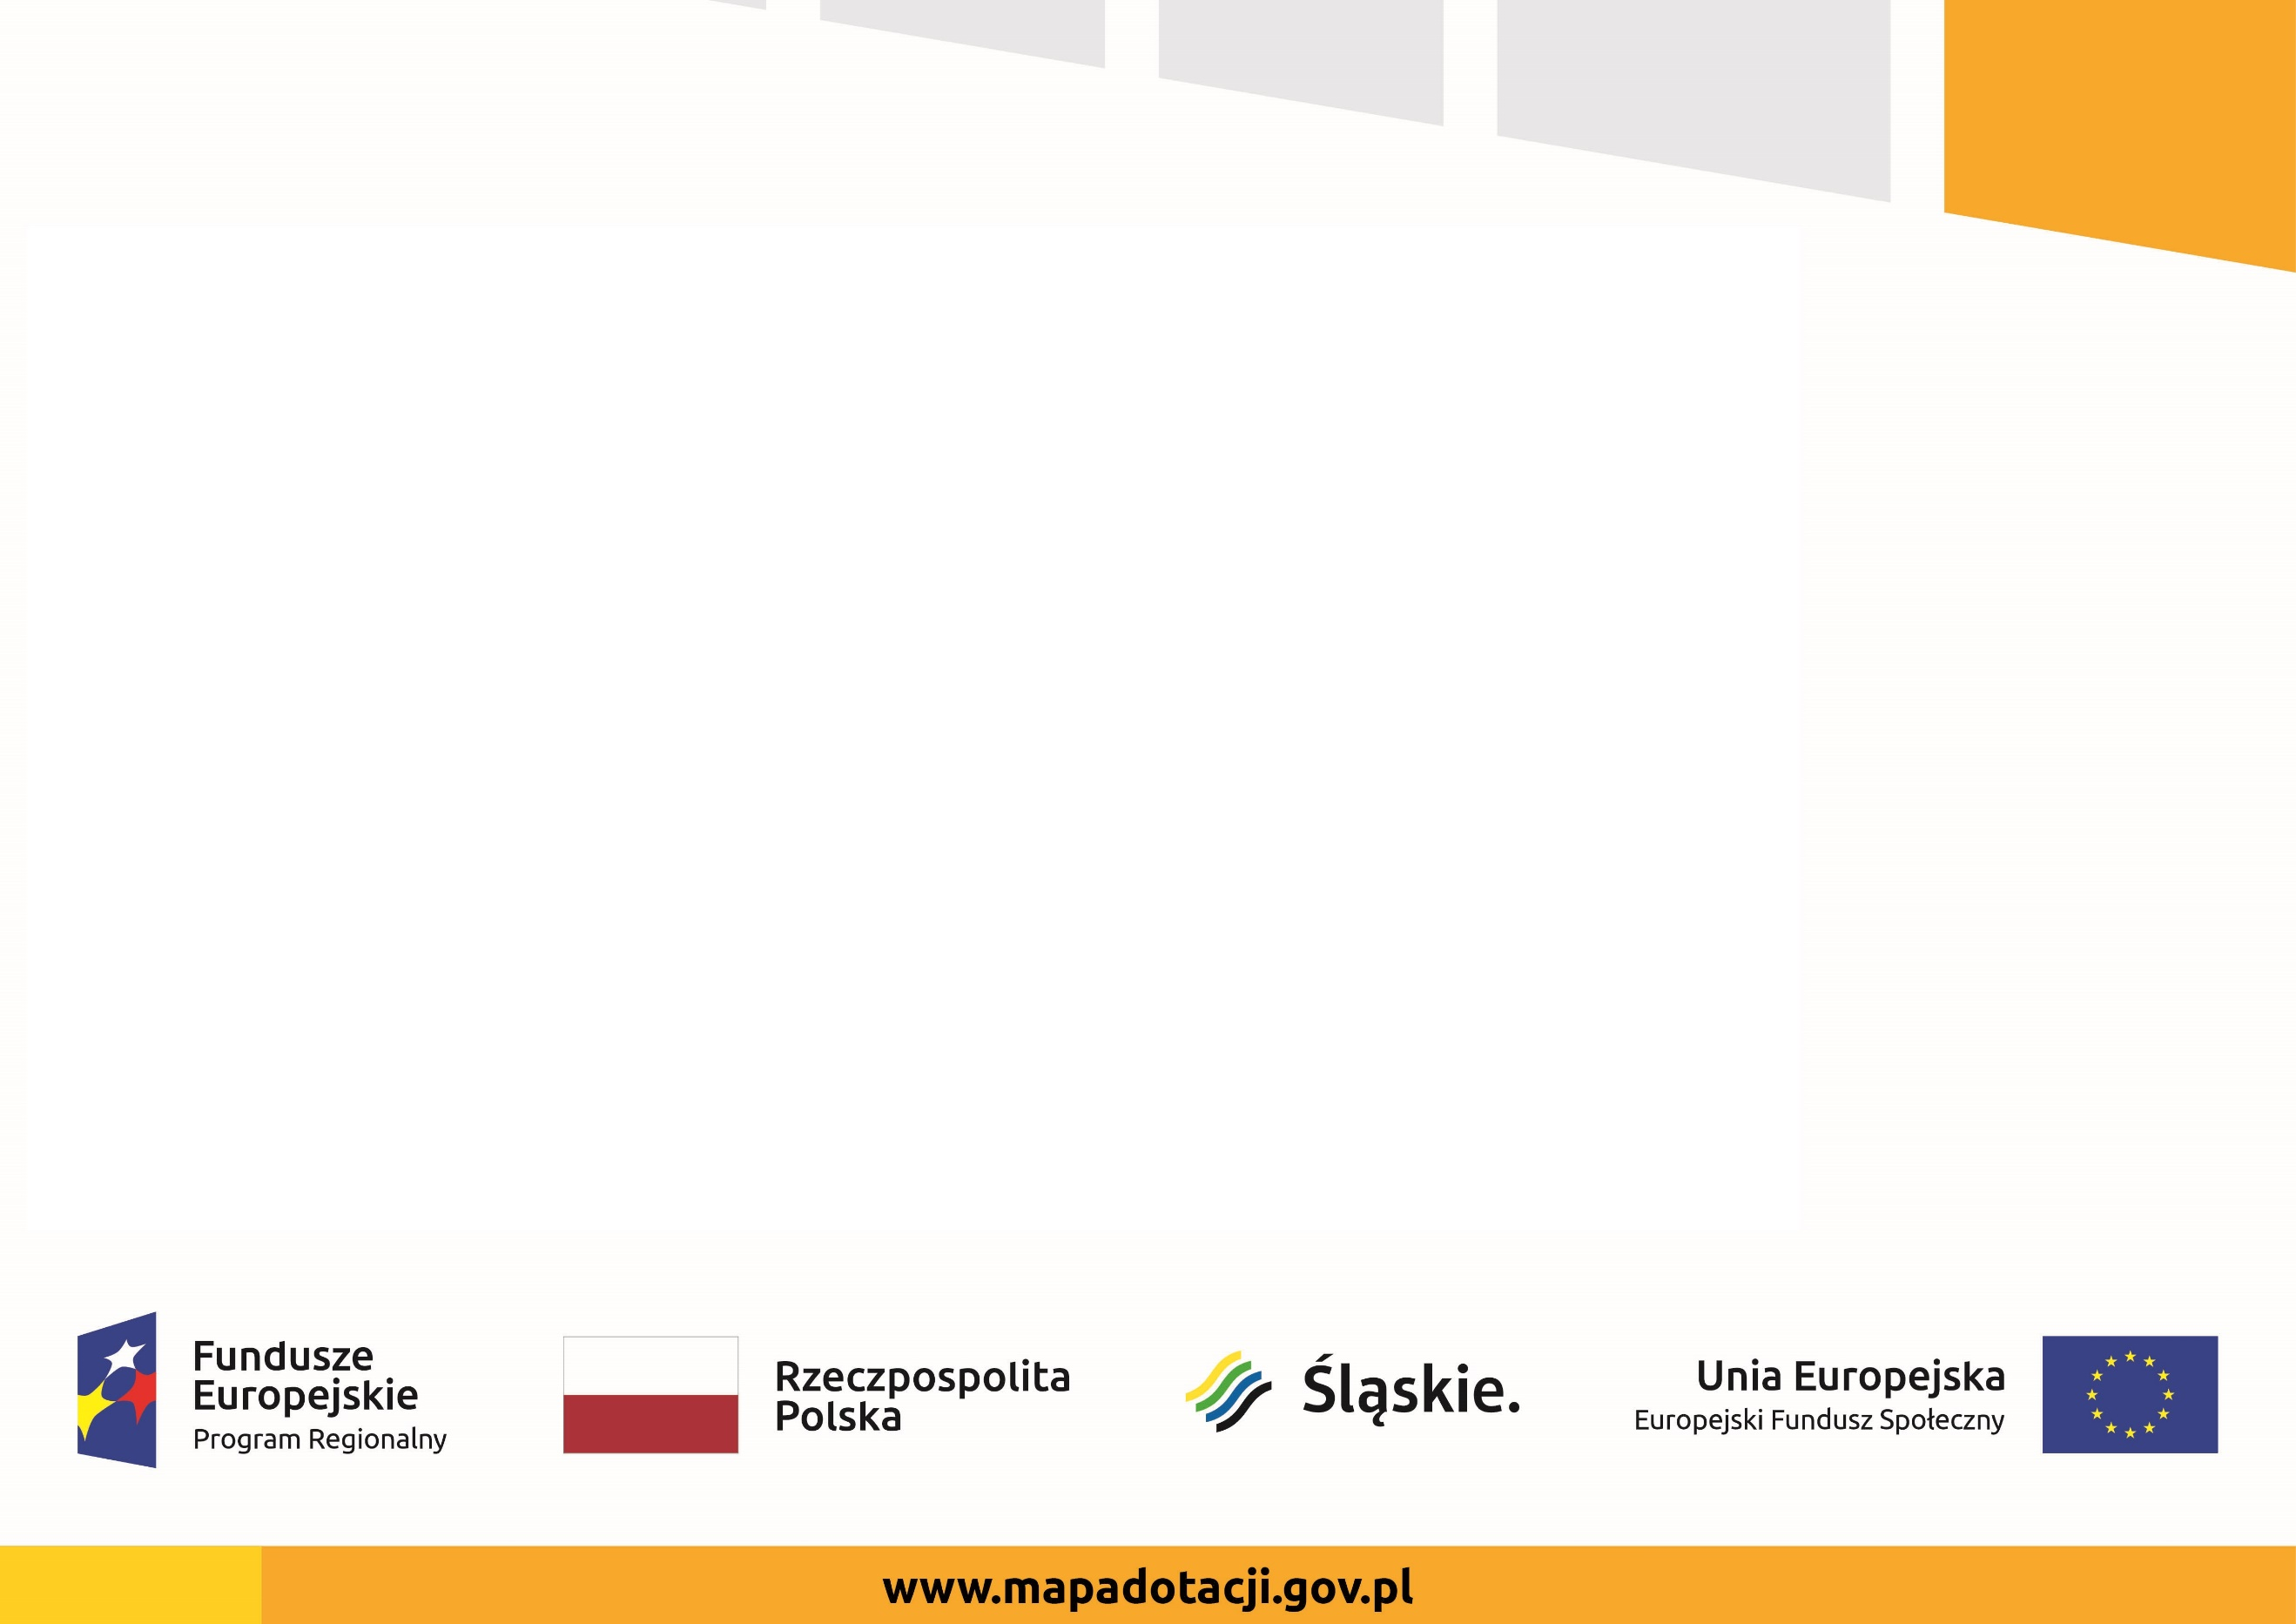 Fundusze
Europejskie
Program Regionalny
Rzeczpospolita
Polska
Śląskie.
Unia Europejska
Europejski Fundusz Społeczny
www.mapadotacji.gov.pl